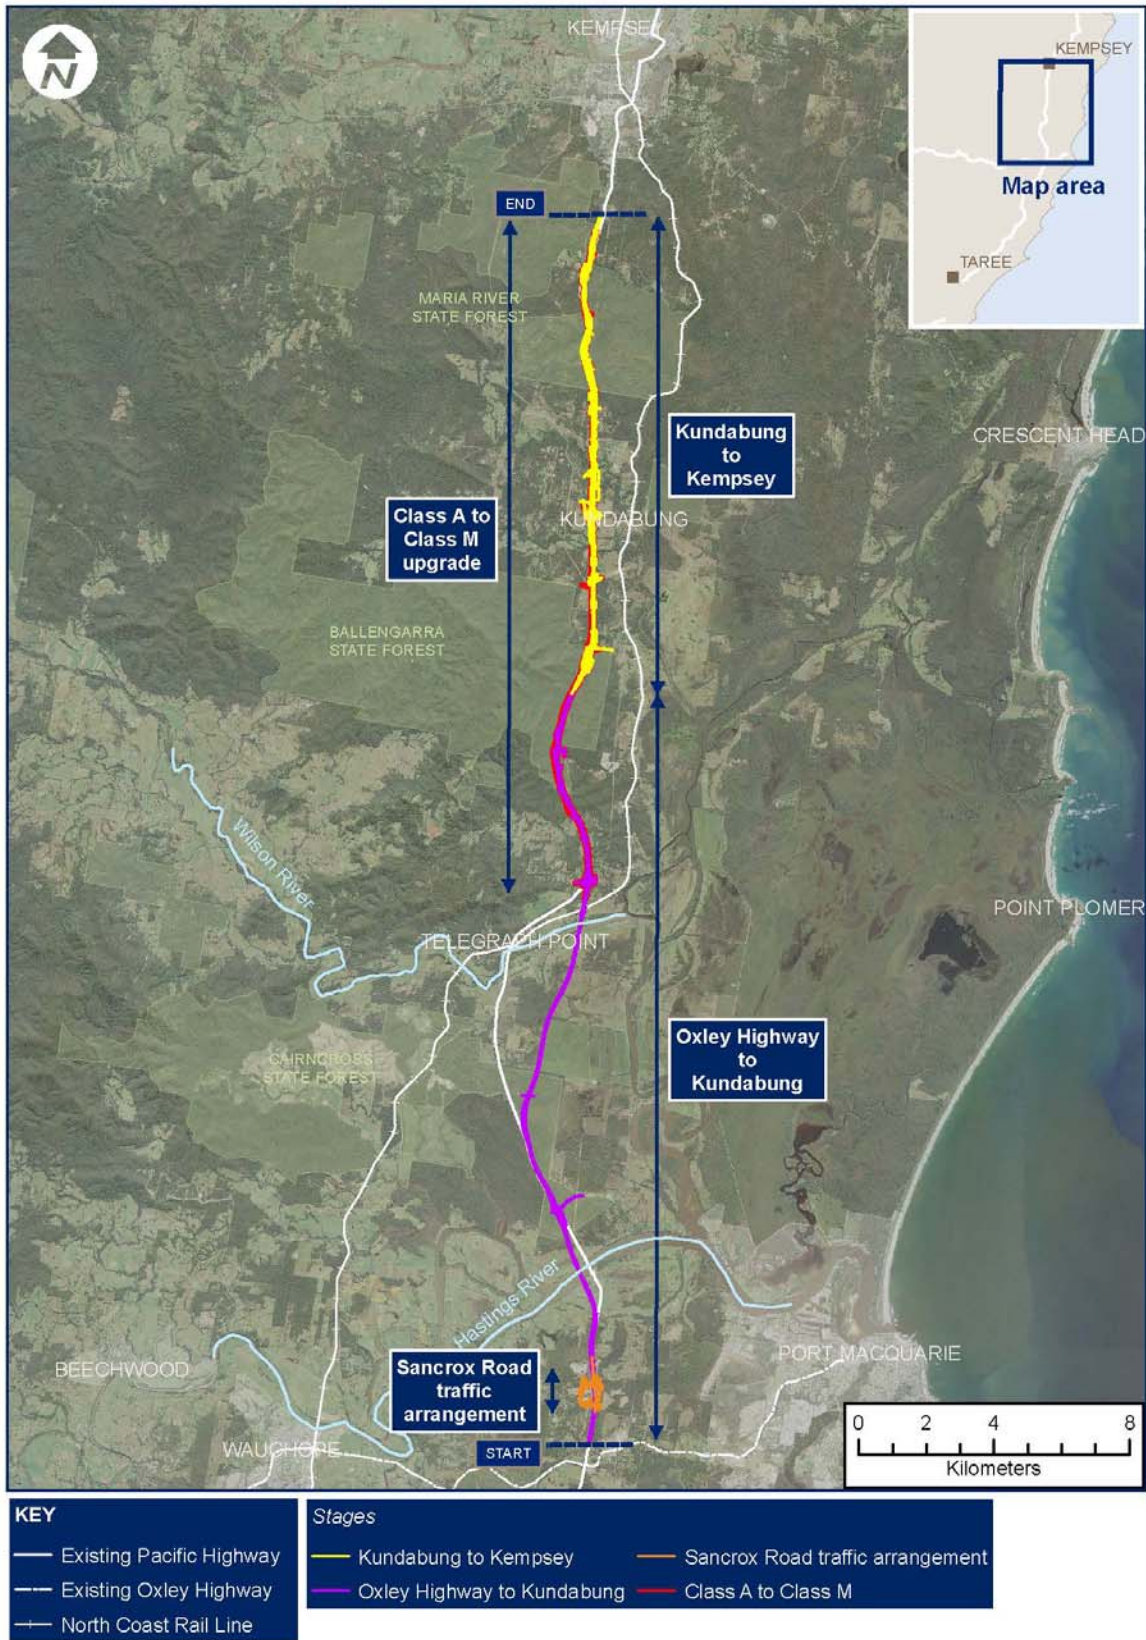 N
KEMPSEY
KEMPSEY
Map area
TAREE
END
MARIA RIVER
STATE FOREST
CRESCENT HEAD
Kundabung
to
Kempsey
Class A to
Class M
upgrade
KUNDABUNG
BALLENGARRA
STATE FOREST
Wilson River
POINT PLOMER
TELEGRAPH POINT
Oxley Highway
to
Kundabung
CAIRNCROSS
STATE FOREST
Hastings River
PORT MACQUARIE
BEECHWOOD
Sancrox Road
traffic
arrangement
WAUCHOPE
START
0 2 4 8
Kilometers
KEY
Existing Pacific Highway
Existing Oxley Highway
North Coast Rail Line
Stages
Kundabung to Kempsey
Oxley Highway to Kundabung
Sancrox Road traffic arrangement
Class A to Class M